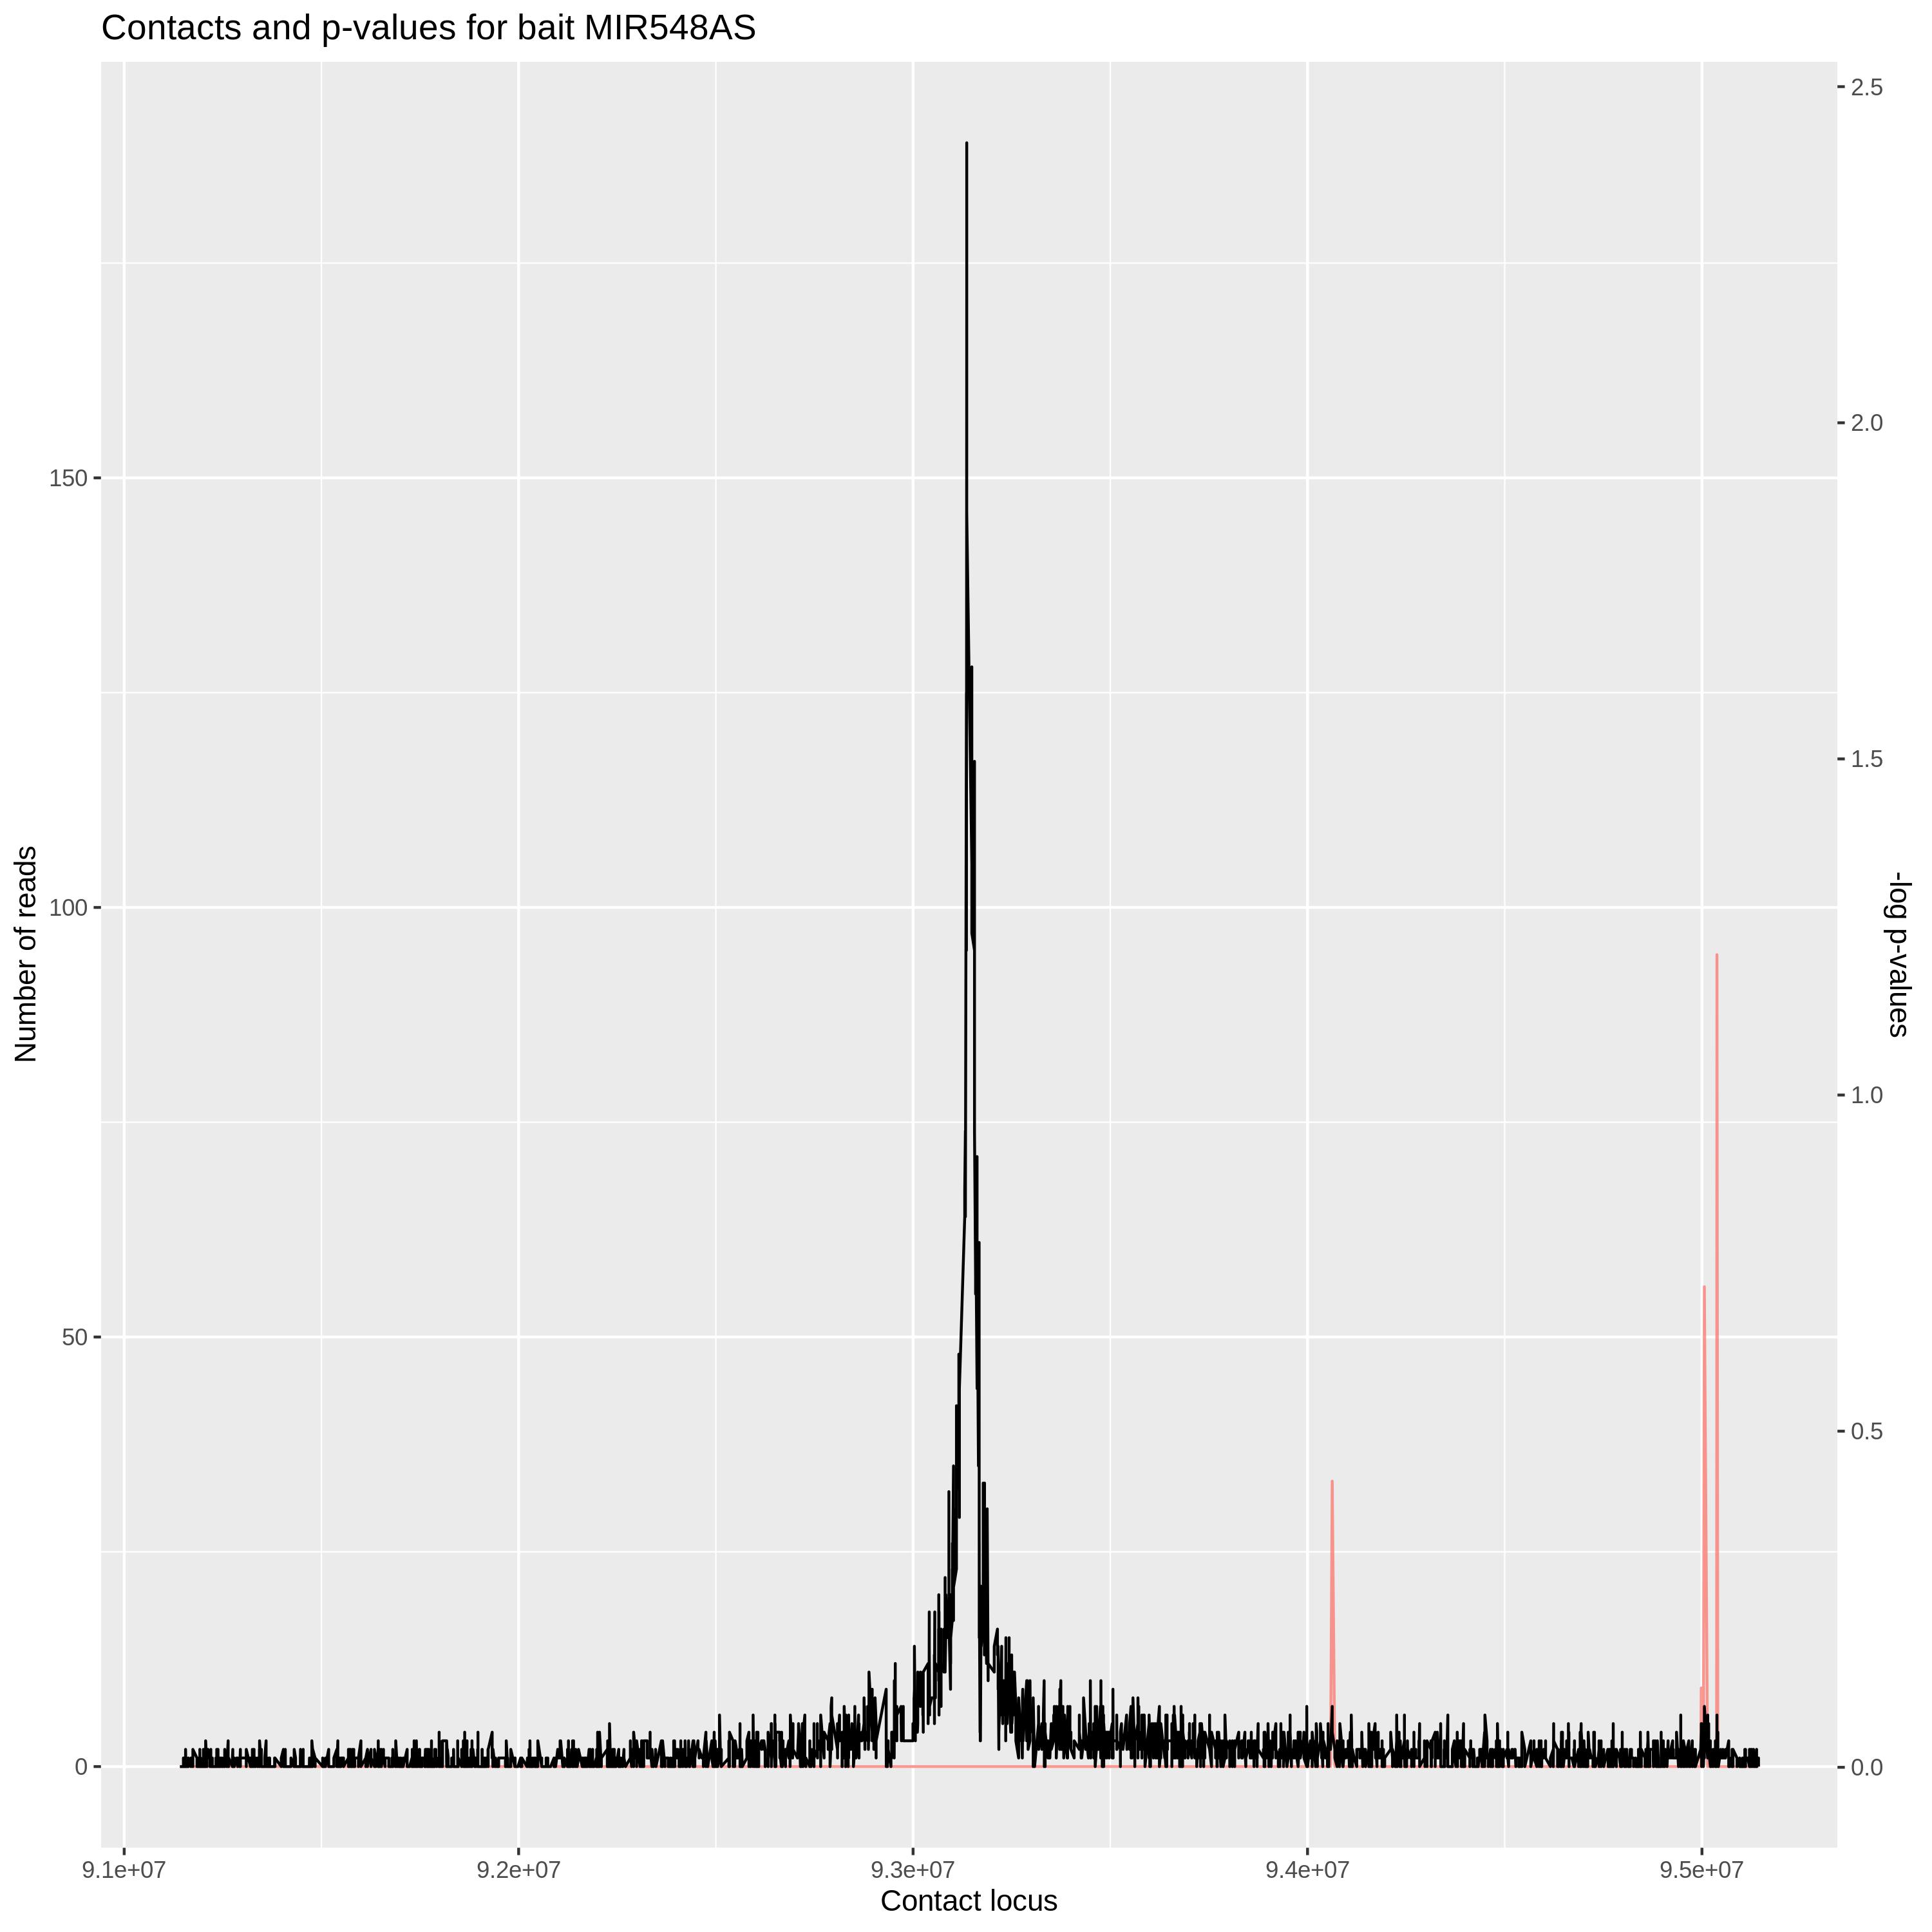 Contacts and p-values for bait MIR548AS
Number of reads
150
100
50
0
2.5
2.0
1.5
1.0
0.5
0.0
-log p-values
9.1e+07
9.2e+07
9.3e+07
9.4e+07
9.5e+07
Contact locus